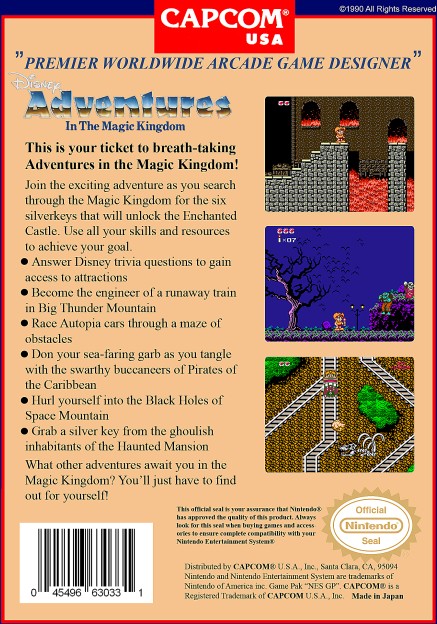 ©1990 All Rights Reserved
CAPCOM®
USA
"PREMIER WORLDWIDE ARCADE GAME DESIGNER"
Disney
Adventures
In The Magic Kingdom
This is your ticket to breath-taking
Adventures in the Magic Kingdom!
Join the exciting adventure as you search
through the Magic Kingdom for the six
silverkeys that will unlock the Enchanted
Castle. Use all your skills and resources
to achieve your goal.
● Answer Disney trivia questions to gain
access to attractions
● Become the engineer of a runaway train
in Big Thunder Mountain
● Race Autopia cars through a maze of
obstacles
● Don your sea-faring garb as you tangle
with the swarthy buccaneers of Pirates of
the Caribbean
● Hurl yourself into the Black Holes of
Space Mountain
● Grab a silver key from the ghoulish
inhabitants of the Haunted Mansion
What other adventures await you in the
Magic Kingdom? You'll just have to find
out for yourself!
1×07
This official seal is your assurance that Nintendo®
has approved the quality of this product. Always
look for this seal when buying games and access
ories to ensure complete compatibility with your
Nintendo Entertainment System®
Official
Nintendo®
Seal
0 45496 63033 1
Distributed by CAPCOM® U.S.A., Inc., Santa Clara, CA, 95094
Nintendo and Nintendo Entertainment System are trademarks of
Nintendo of America inc. Game Pak "NES GP". CAPCOM® is a
Registered Trademark of CAPCOM U.S.A., Inc. Made in Japan